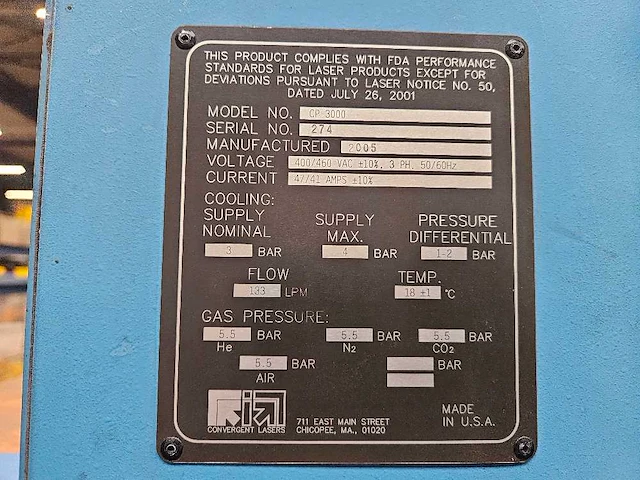 THIS PRODUCT COMPLIES WITH FDA PERFORMANCE
STANDARDS FOR LASER PRODUCTS EXCEPT FOR
DEVIATIONS PURSUANT TO LASER NOTICE NO. 50,
DATED JULY 26, 2001
MODEL NO. CP 3000
SERIAL NO. 274
MANUFACTURED 2005
VOLTAGE 400/460 VAC ±10%, 3 PH, 50/60Hz
CURRENT 47/41 AMPS ±10%
COOLING:
SUPPLY NOMINAL 3 BAR
SUPPLY MAX. 4 BAR
PRESSURE DIFFERENTIAL 1-2 BAR
FLOW 133 LPM
TEMP. 18 ±1 °C
GAS PRESSURE:
5.5 BAR He
5.5 BAR N2
5.5 BAR CO2
5.5 BAR AIR
BAR
CONVERGENT LASERS
711 EAST MAIN STREET
CHICOPEE, MA., 01020
MADE
IN U.S.A.